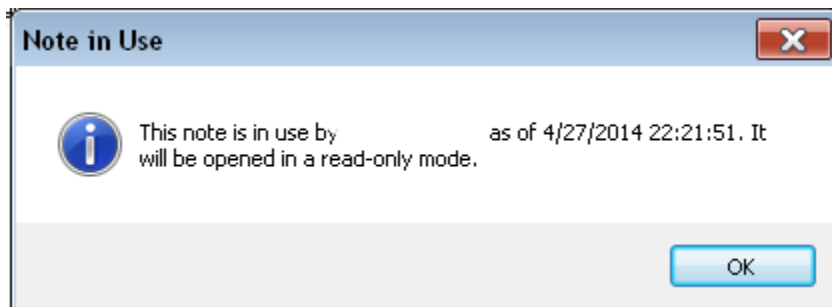 Note in Use
This note is in use by as of 4/27/2014 22:21:51. It
will be opened in a read-only mode.
OK